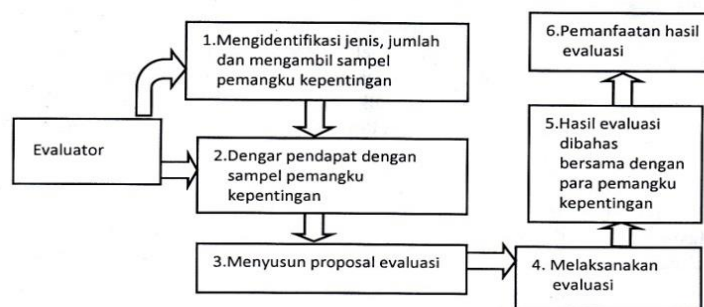 Evaluator
1.Mengidentifikasi jenis, jumlah
dan mengambil sampel
pemangku kepentingan
2.Dengar pendapat dengan
sampel pemangku
kepentingan
3.Menyusun proposal evaluasi
4. Melaksanakan
evaluasi
5.Hasil evaluasi
dibahas
bersama dengan
para pemangku
kepentingan
6.Pemanfaatan hasil
evaluasi